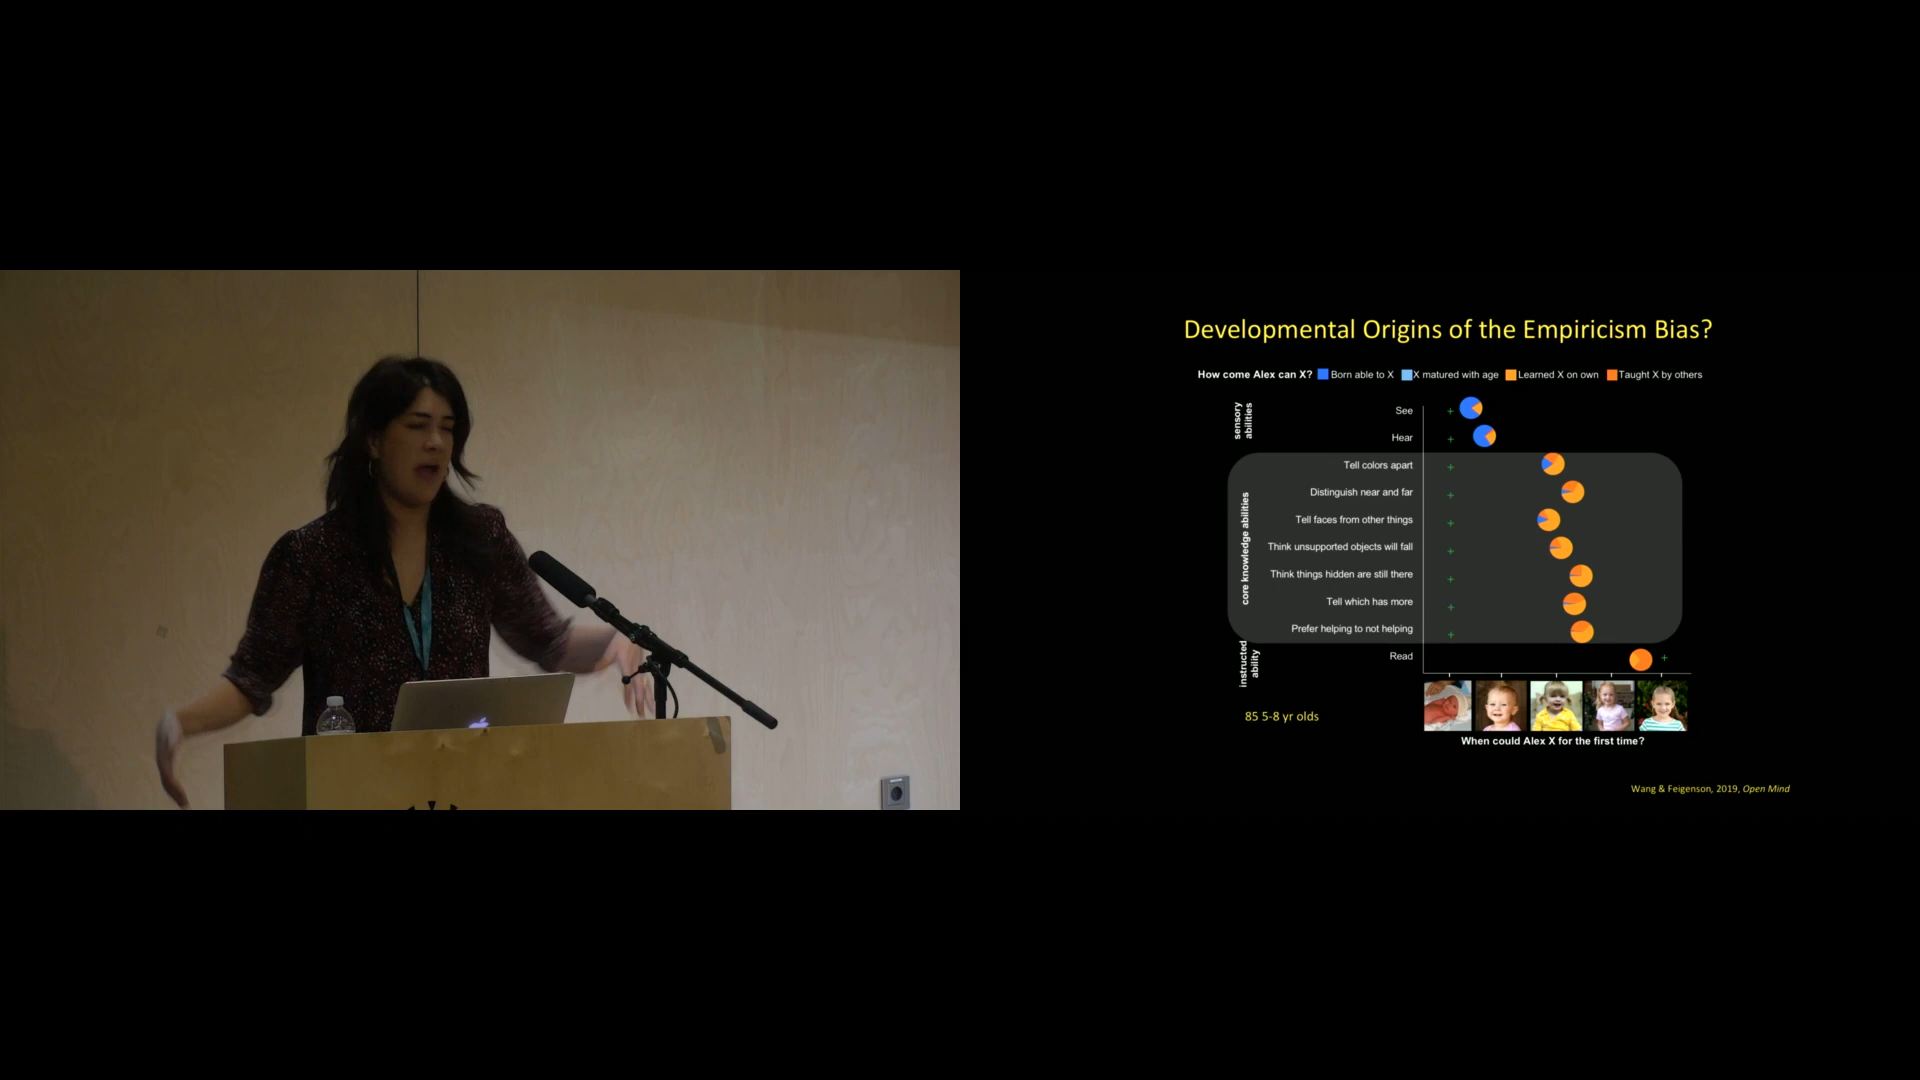 Developmental Origins of the Empiricism Bias?
How come Alex can X? Born able to X X matured with age Learned X on own Taught X by others
sensory
abilities
See
Hear
core knowledge abilities
Tell colors apart
Distinguish near and far
Tell faces from other things
Think unsupported objects will fall
Think things hidden are still there
Tell which has more
Prefer helping to not helping
instructed
ability
Read
85 5-8 yr olds
When could Alex X for the first time?
Wang & Feigenson, 2019, Open Mind